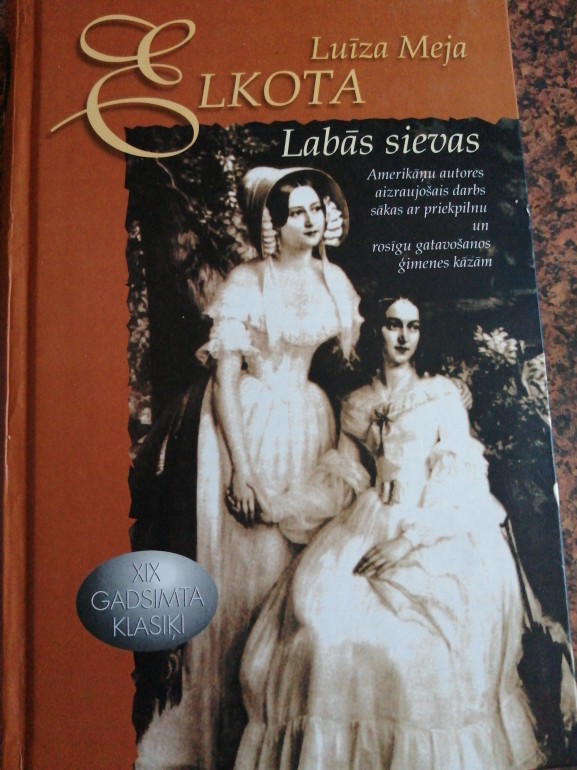 Luīza Meja
ELKOTA
Labās sievas
Amerikāņu autores
aizraujošais darbs
sākas ar priekpilnu
un
rosīgu gatavošanos
ģimenes kāzām
XIX
GADSIMTA
KLASIĶI